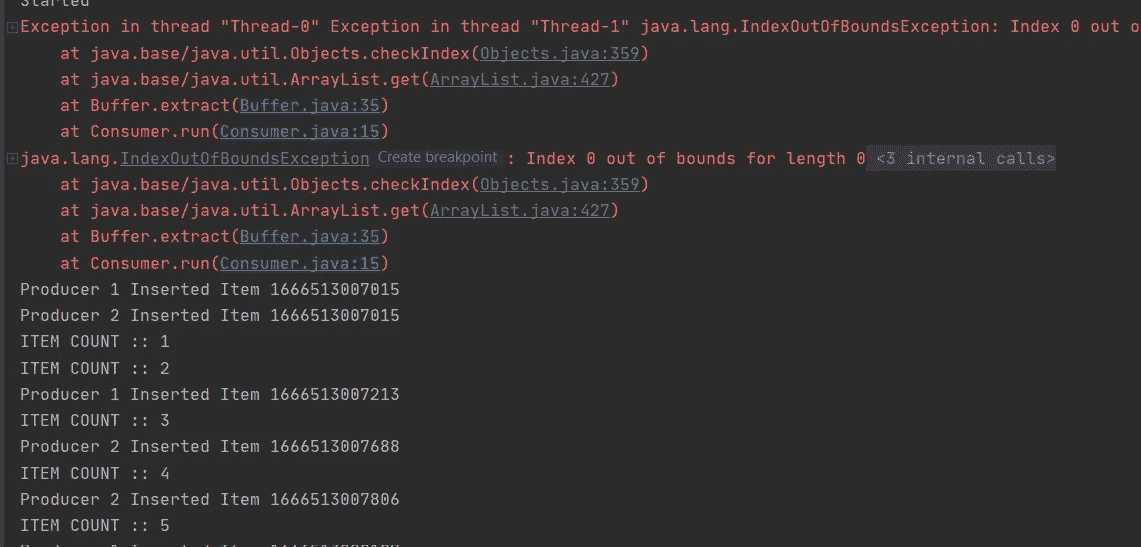 Started
Exception in thread "Thread-0" Exception in thread "Thread-1" java.lang.IndexOutOfBoundsException: Index 0 out o
at java.base/java.util.Objects.checkIndex(Objects.java:359)
at java.base/java.util.ArrayList.get(ArrayList.java:427)
at Buffer.extract(Buffer.java:35)
at Consumer.run(Consumer.java:15)
java.lang.IndexOutOfBoundsException Create breakpoint : Index 0 out of bounds for length 0 <3 internal calls>
at java.base/java.util.Objects.checkIndex(Objects.java:359)
at java.base/java.util.ArrayList.get(ArrayList.java:427)
at Buffer.extract(Buffer.java:35)
at Consumer.run(Consumer.java:15)
Producer 1 Inserted Item 1666513007015
Producer 2 Inserted Item 1666513007015
ITEM COUNT :: 1
ITEM COUNT :: 2
Producer 1 Inserted Item 1666513007213
ITEM COUNT :: 3
Producer 2 Inserted Item 1666513007688
ITEM COUNT :: 4
Producer 2 Inserted Item 1666513007806
ITEM COUNT :: 5